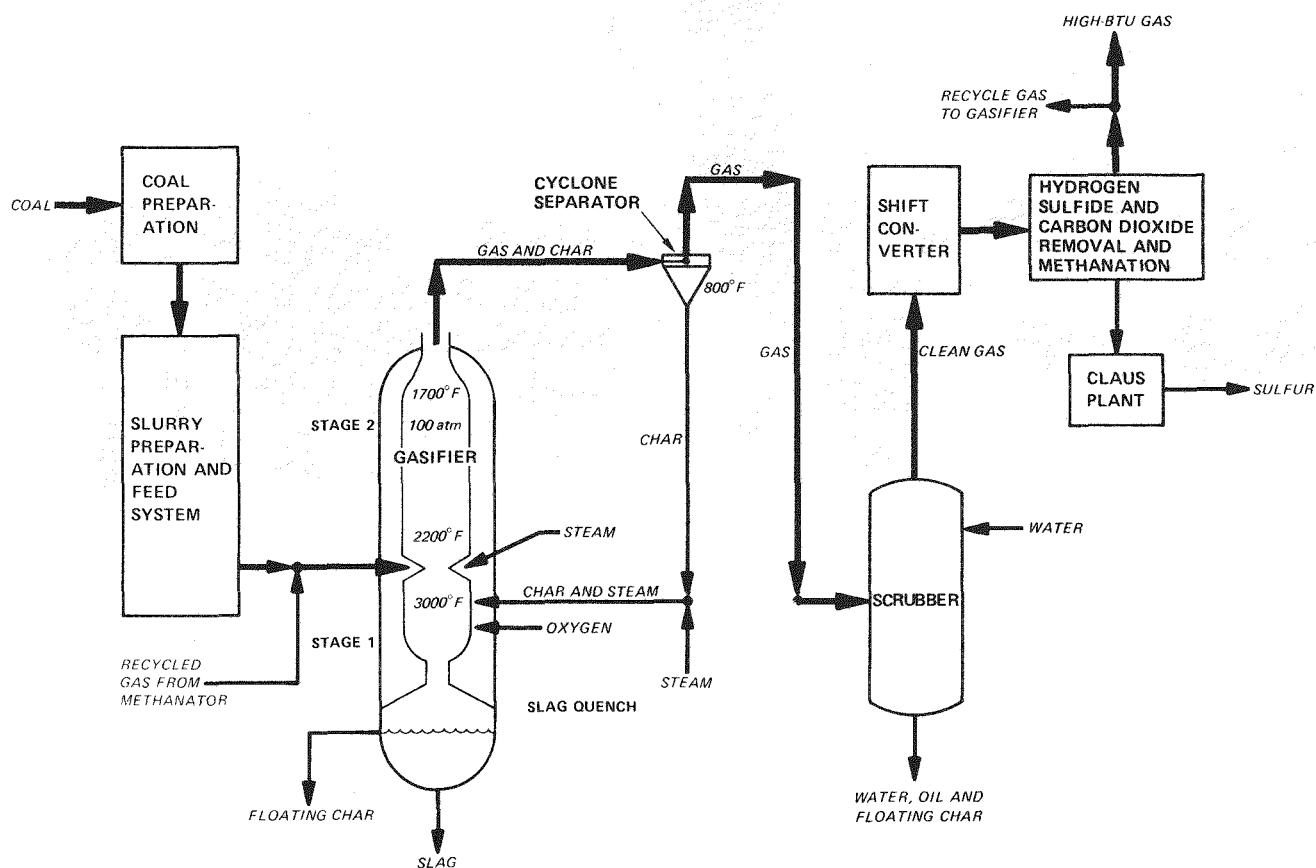 HIGH-BTU GAS
RECYCLE GAS
TO GASIFIER
COAL
COAL
PREPAR-
ATION
SLURRY
PREPAR-
ATION AND
FEED
SYSTEM
RECYCLED
GAS FROM
METHANATOR
GAS AND CHAR
CYCLONE
SEPARATOR
800°F
GAS
GAS
CHAR
STAGE 2
1700°F
100 atm
GASIFIER
2200°F
STEAM
3000°F
CHAR AND STEAM
OXYGEN
STAGE 1
STEAM
SLAG QUENCH
FLOATING CHAR
SLAG
SHIFT
CON-
VERTER
HYDROGEN
SULFIDE AND
CARBON DIOXIDE
REMOVAL AND
METHANATION
CLEAN GAS
CLAUS
PLANT
SULFUR
WATER
SCRUBBER
WATER, OIL AND
FLOATING CHAR